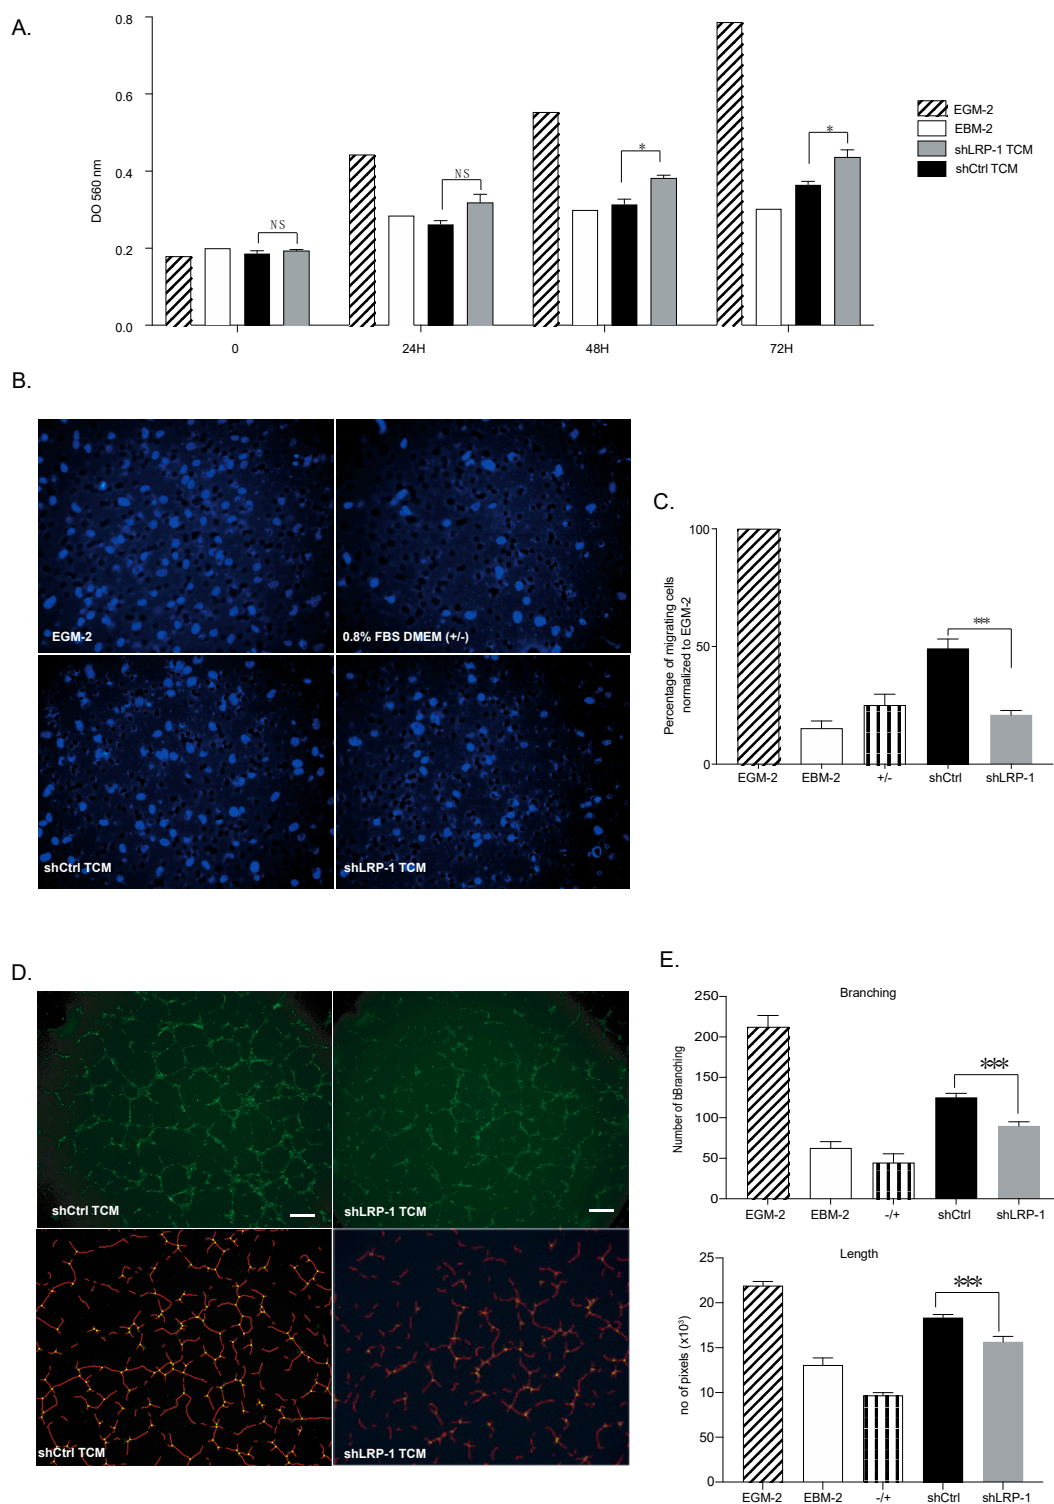 A.
0.8
0.6
0.4
0.2
0.0
DO 560 nm
NS
NS
*
*
0
24H
48H
72H
EGM-2
EBM-2
shLRP-1 TCM
shCtrl TCM
B.
EGM-2
0.8% FBS DMEM (+/-)
shCtrl TCM
shLRP-1 TCM
C.
100
50
0
Percentage of migrating cells
normalized to EGM-2
***
EGM-2
EBM-2
+/-
shCtrl
shLRP-1
D.
shCtrl TCM
shLRP-1 TCM
shCtrl TCM
shLRP-1 TCM
E.
Branching
250
200
150
100
50
0
Number of bBranching
***
EGM-2
EBM-2
-/+
shCtrl
shLRP-1
Length
25
20
15
10
50
0
no of pixels (x10³)
***
EGM-2
EBM-2
-/+
shCtrl
shLRP-1